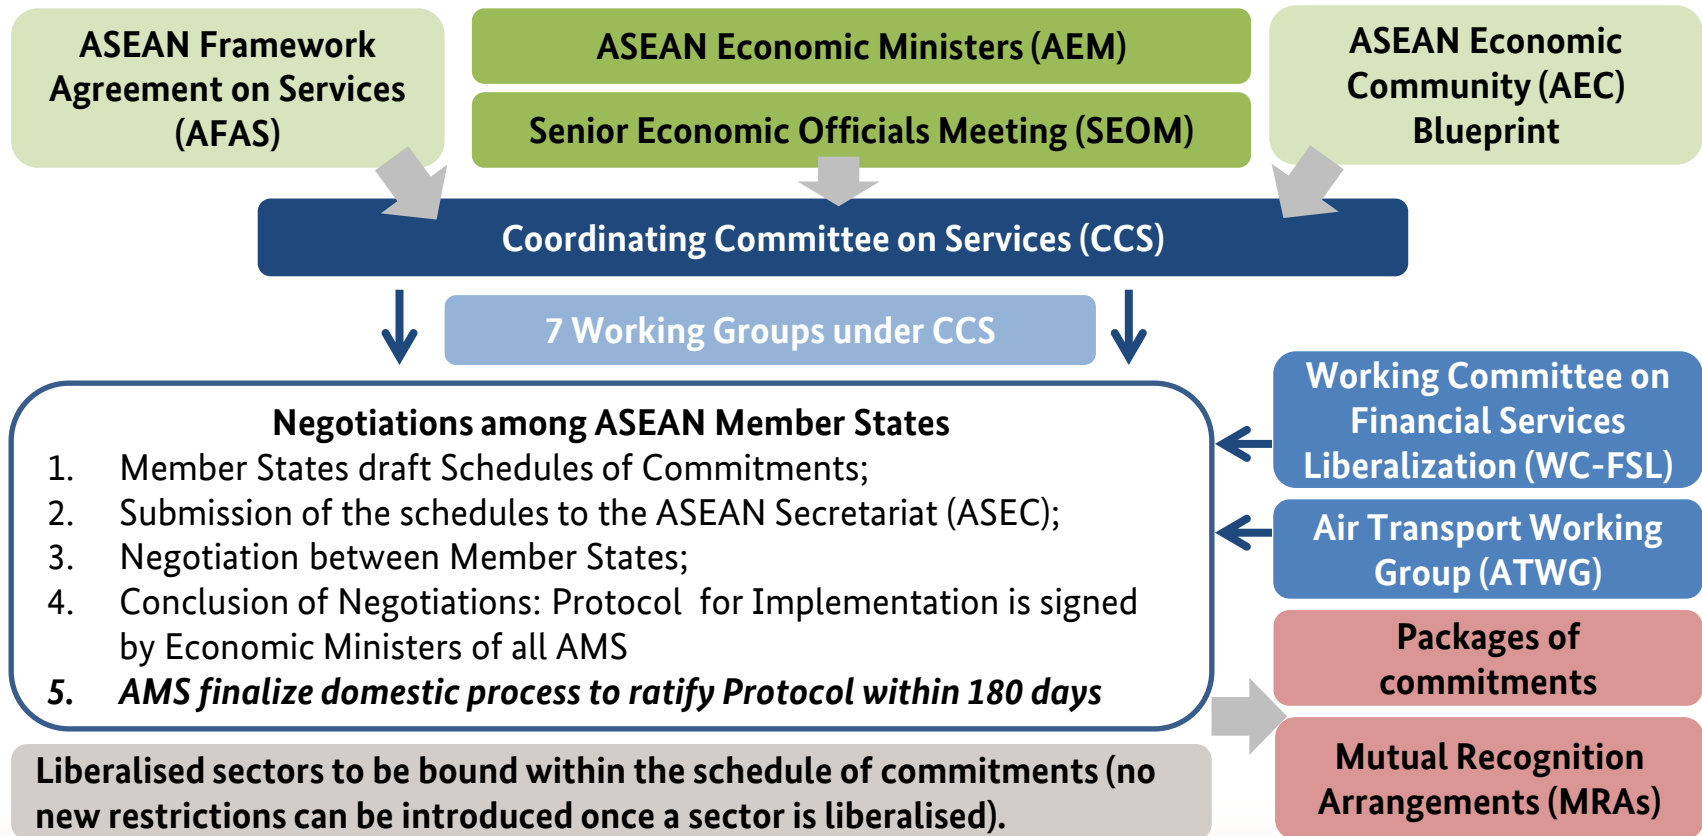 ASEAN Framework
Agreement on Services
(AFAS)
ASEAN Economic Ministers (AEM)
Senior Economic Officials Meeting (SEOM)
ASEAN Economic
Community (AEC)
Blueprint
Coordinating Committee on Services (CCS)
7 Working Groups under CCS
Negotiations among ASEAN Member States
1. Member States draft Schedules of Commitments;
2. Submission of the schedules to the ASEAN Secretariat (ASEC);
3. Negotiation between Member States;
4. Conclusion of Negotiations: Protocol for Implementation is signed
by Economic Ministers of all AMS
5. AMS finalize domestic process to ratify Protocol within 180 days
Working Committee on
Financial Services
Liberalization (WC-FSL)
Air Transport Working
Group (ATWG)
Packages of
commitments
Mutual Recognition
Arrangements (MRAs)
Liberalised sectors to be bound within the schedule of commitments (no
new restrictions can be introduced once a sector is liberalised).